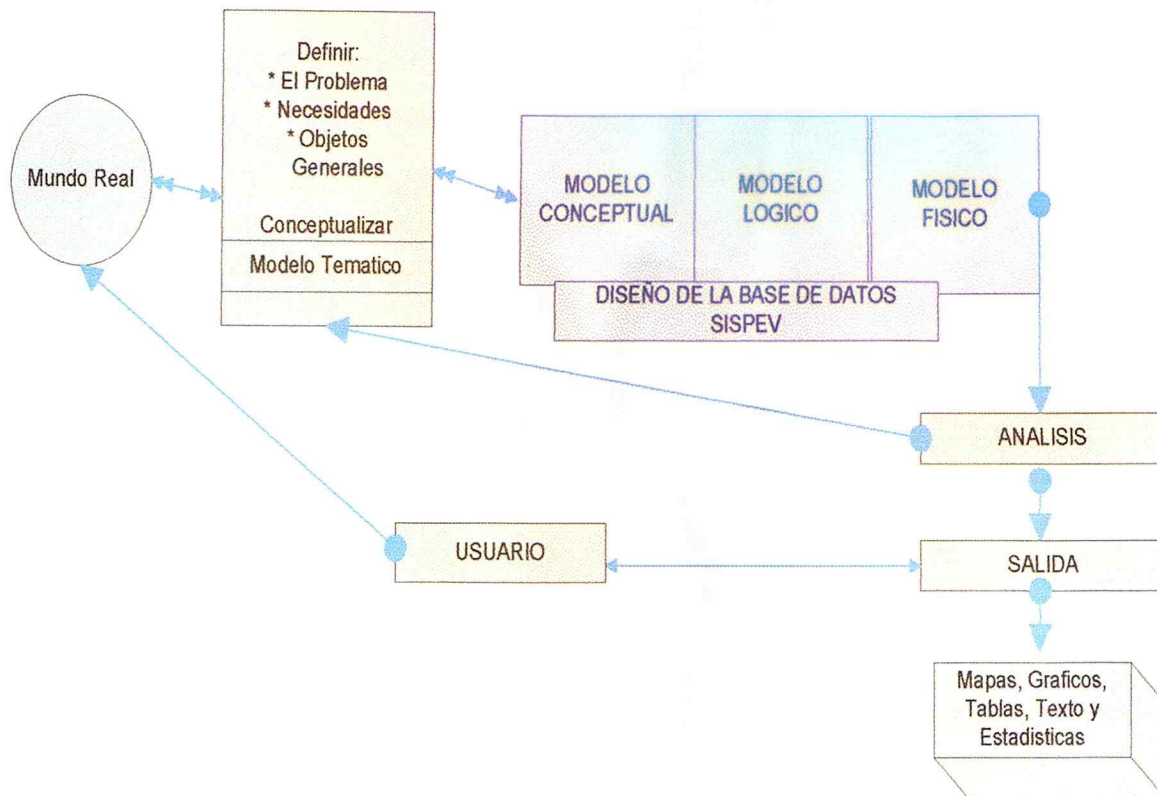 Mundo Real
Definir:
* El Problema
* Necesidades
* Objetos
Generales
Conceptualizar
Modelo Tematico
MODELO
CONCEPTUAL
MODELO
LOGICO
MODELO
FISICO
DISEÑO DE LA BASE DE DATOS
SISPEV
ANALISIS
USUARIO
SALIDA
Mapas, Graficos,
Tablas, Texto y
Estadisticas